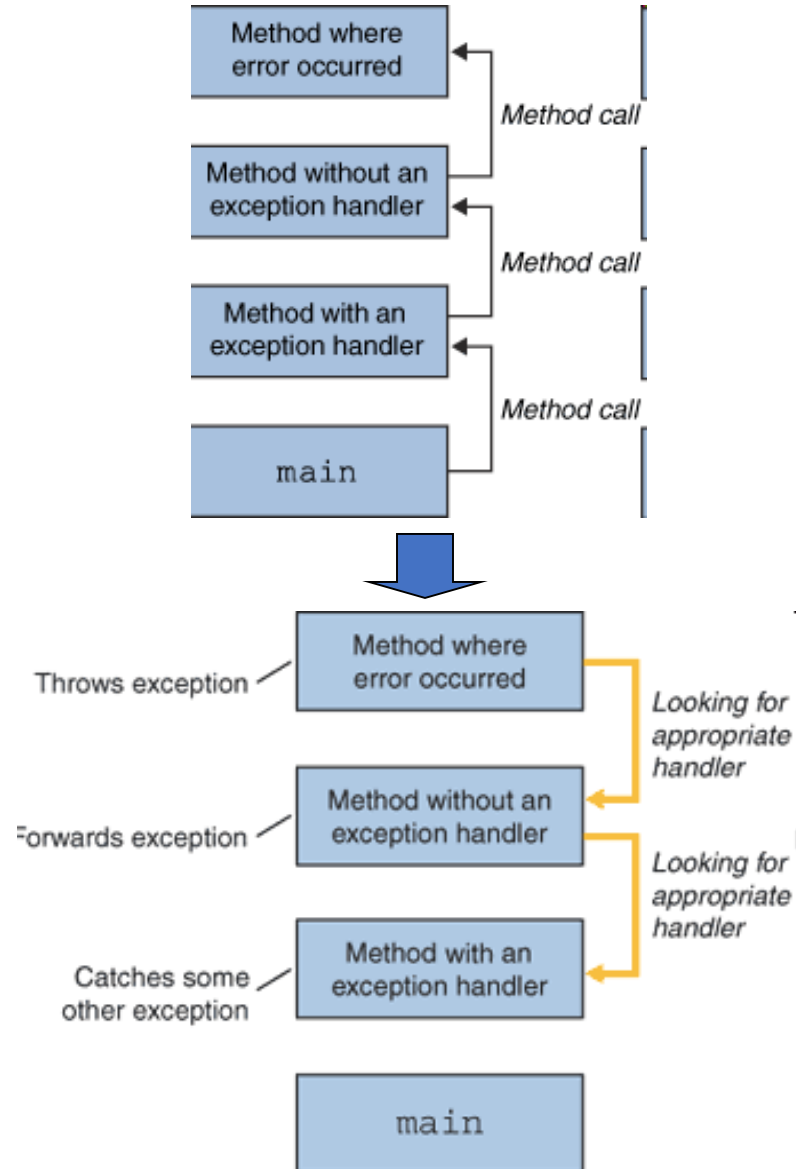 Method where
error occurred
Method call
Method without an
exception handler
Method call
Method with an
exception handler
Method call
main
Method where
error occurred
Throws exception
Looking for
appropriate
handler
Method without an
exception handler
Forwards exception
Looking for
appropriate
handler
Method with an
exception handler
Catches some
other exception
main